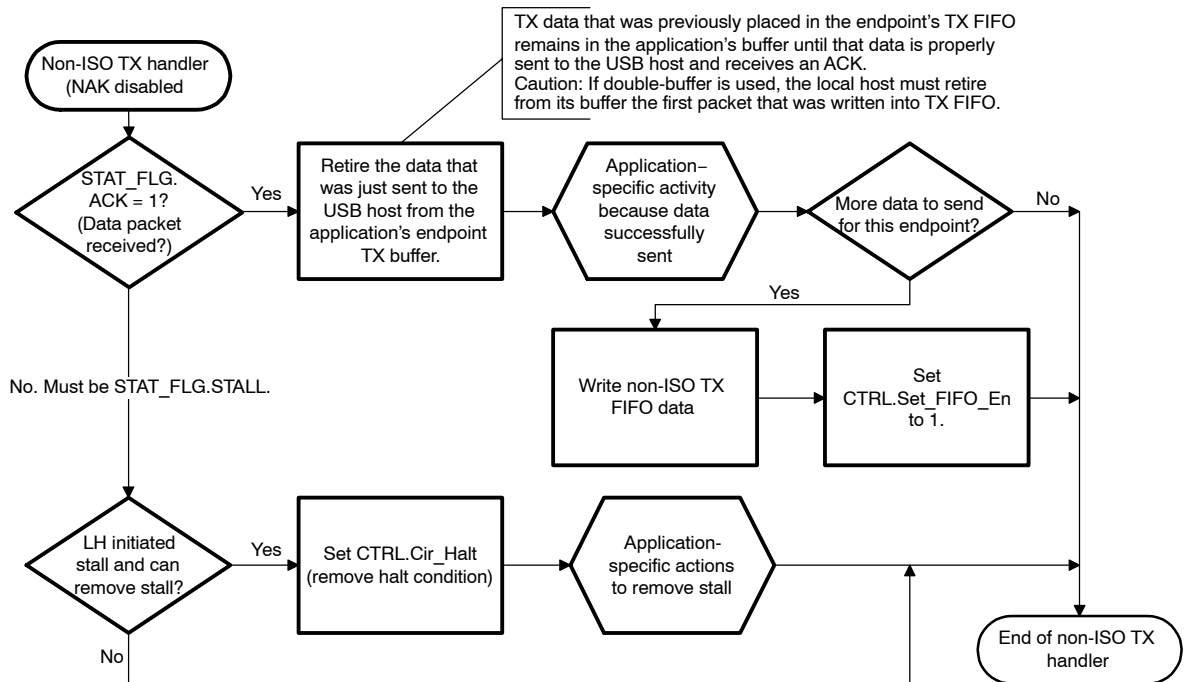 TX data that was previously placed in the endpoint's TX FIFO
remains in the application's buffer until that data is properly
sent to the USB host and receives an ACK.
Caution: If double-buffer is used, the local host must retire
from its buffer the first packet that was written into TX FIFO.
Non-ISO TX handler
(NAK disabled
STAT_FLG.
ACK = 1?
(Data packet
received?)
Yes
Retire the data that
was just sent to the
USB host from the
application's endpoint
TX buffer.
Application–
specific activity
because data
successfully
sent
More data to send
for this endpoint?
No
Yes
Write non-ISO TX
FIFO data
Set
CTRL.Set_FIFO_En
to 1.
No. Must be STAT_FLG.STALL.
LH initiated
stall and can
remove stall?
Yes
Set CTRL.Cir_Halt
(remove halt condition)
Application-
specific actions
to remove stall
No
End of non-ISO TX
handler